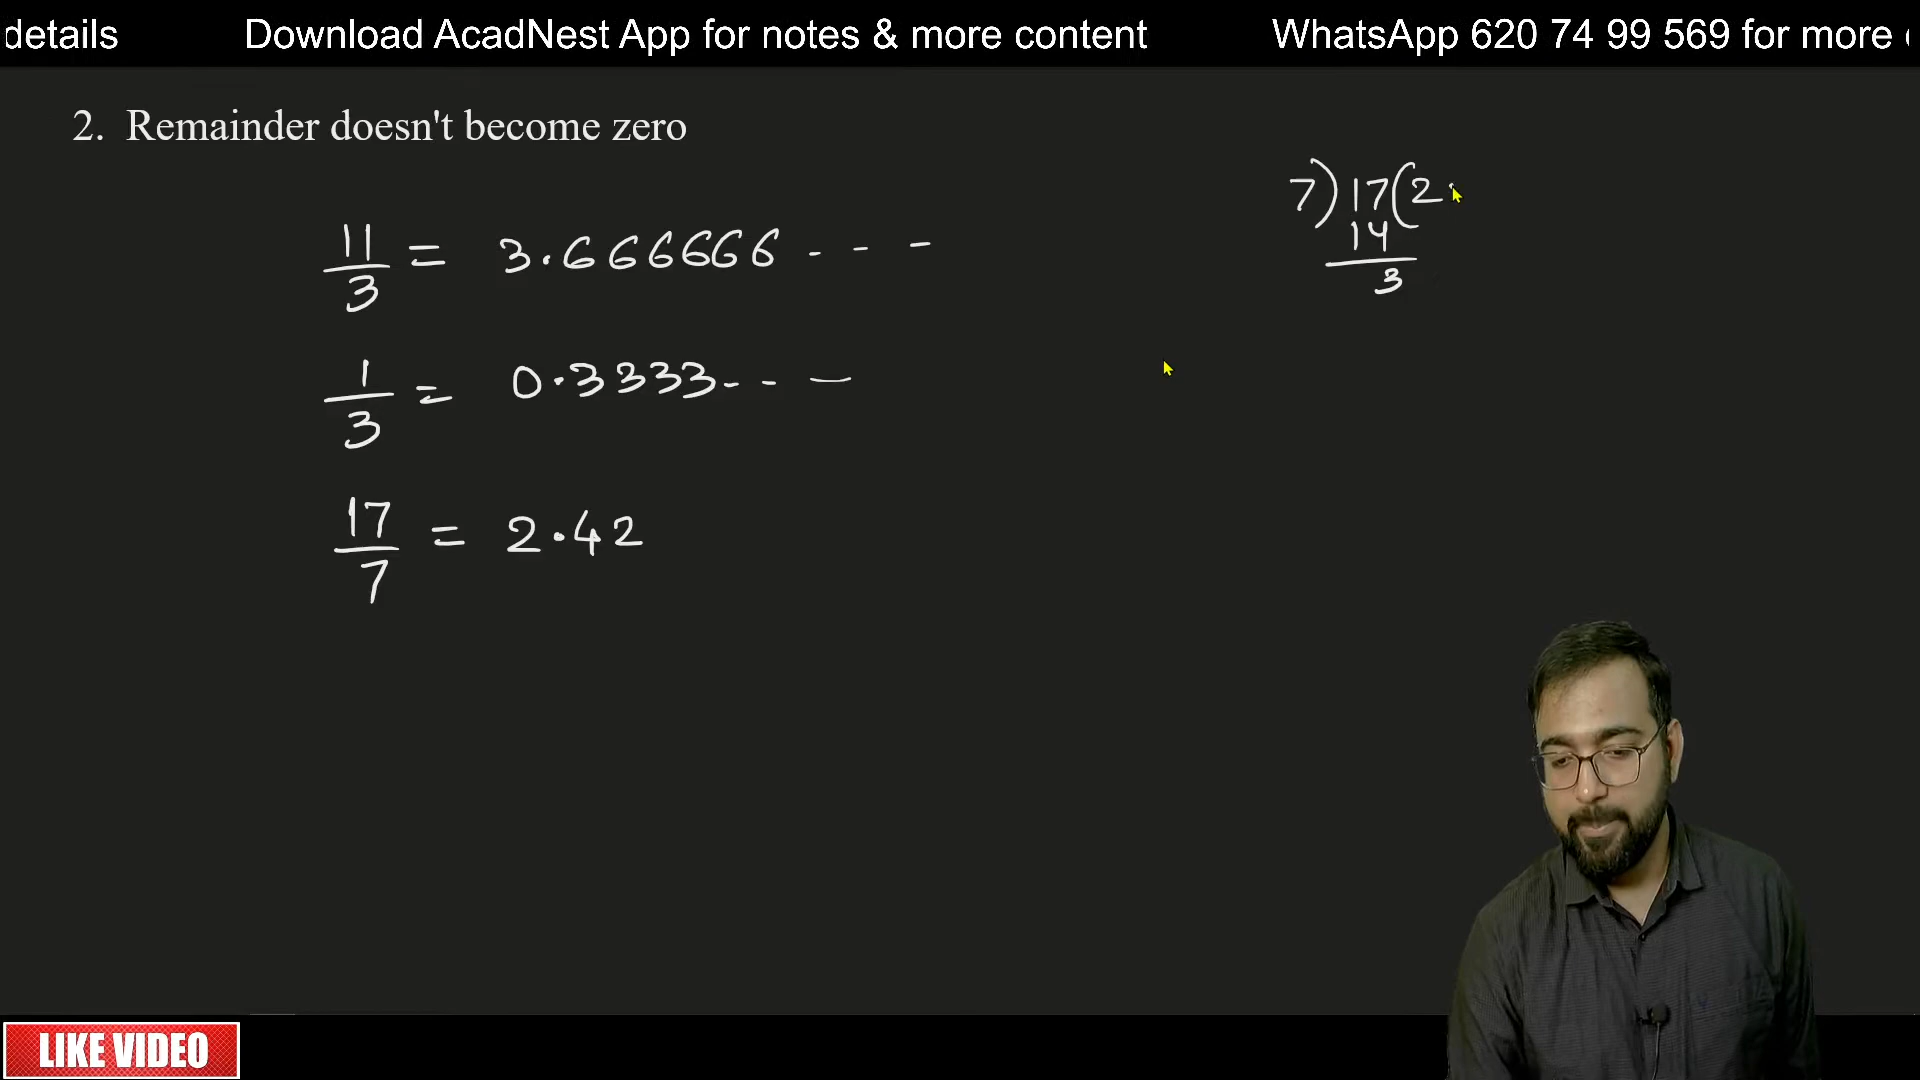 details Download AcadNest App for notes & more content WhatsApp 620 74 99 569 for more
2. Remainder doesn't become zero
7)17(2.
14
3
11/3 = 3.666666 - - -
1/3 = 0.3333 - - -
17/7 = 2.42
LIKE VIDEO